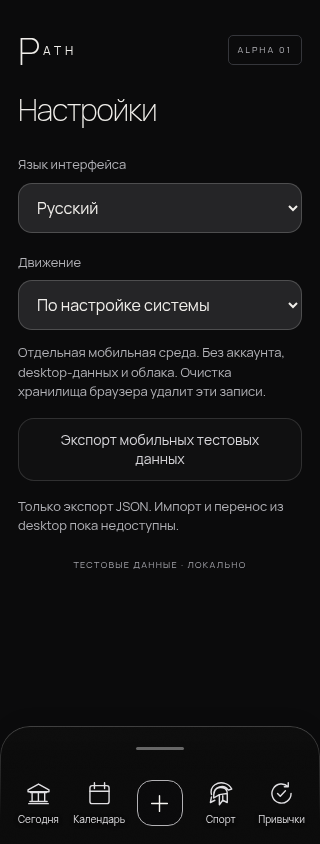 PATH
ALPHA 01
Настройки
Язык интерфейса
Русский
Движение
По настройке системы
Отдельная мобильная среда. Без аккаунта,
desktop-данных и облака. Очистка
хранилища браузера удалит эти записи.
Экспорт мобильных тестовых
данных
Только экспорт JSON. Импорт и перенос из
desktop пока недоступны.
ТЕСТОВЫЕ ДАННЫЕ · ЛОКАЛЬНО
Сегодня Календарь Спорт Привычки